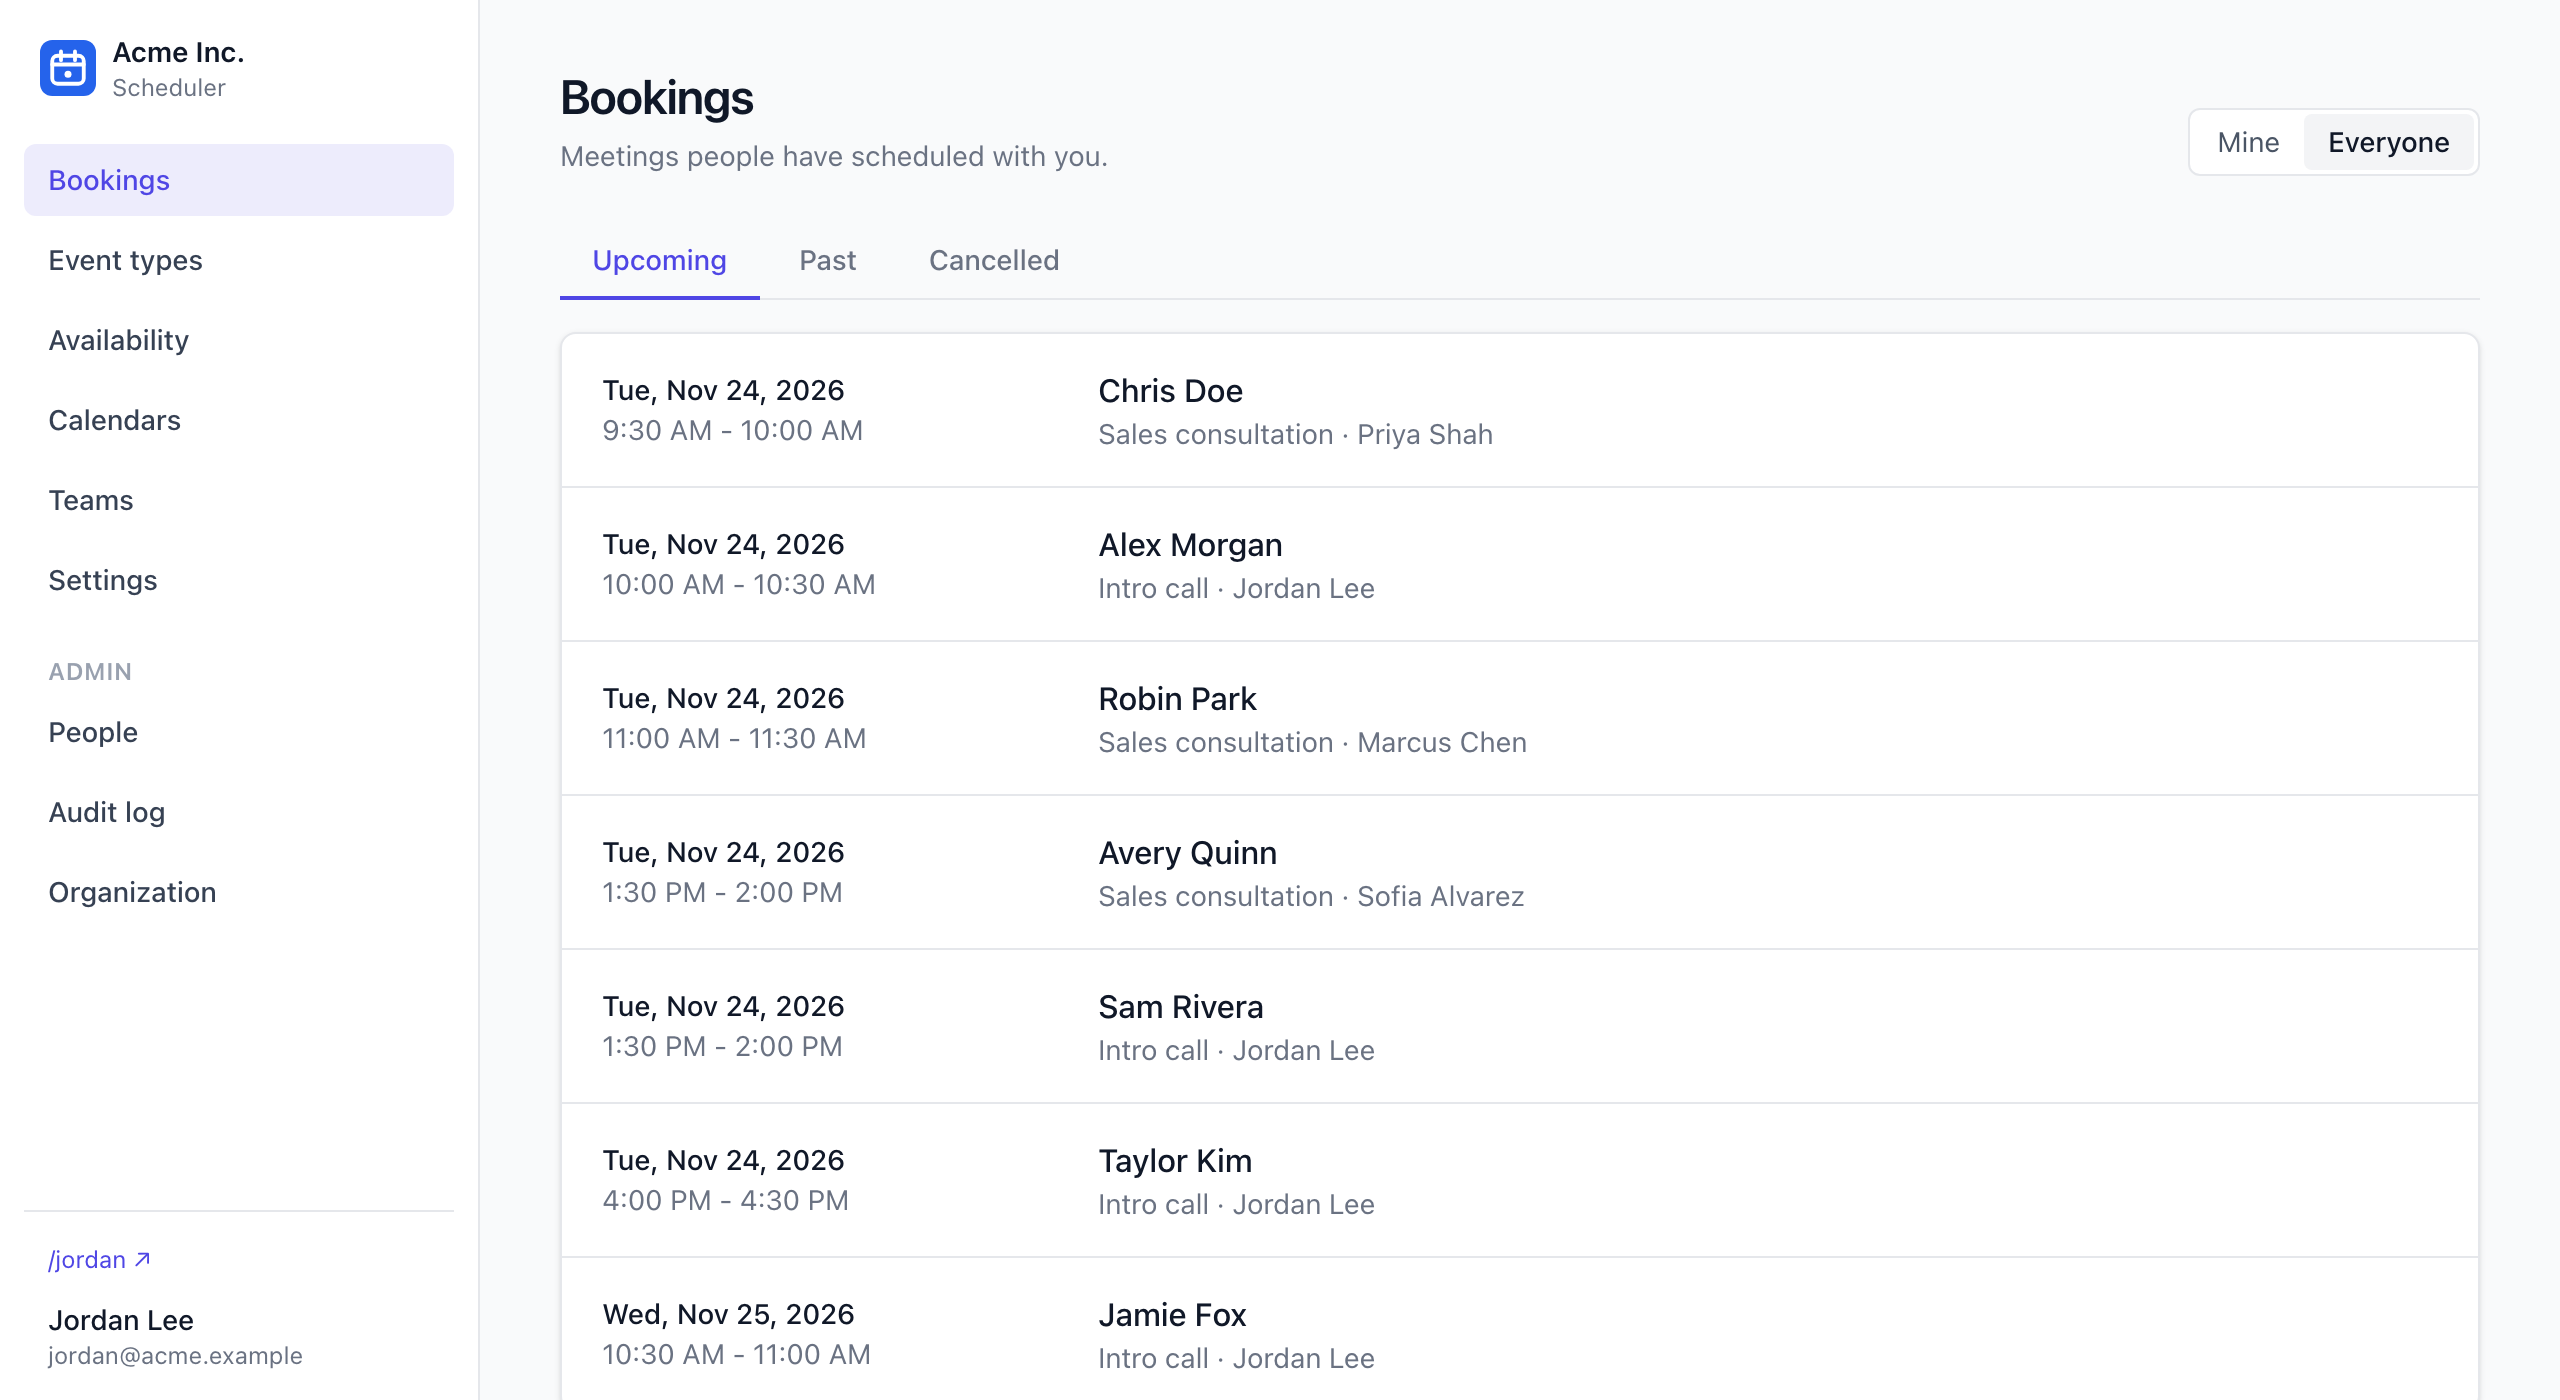 Acme Inc.
Scheduler
Bookings
Event types
Availability
Calendars
Teams
Settings
ADMIN
People
Audit log
Organization
/jordan ↗
Jordan Lee
jordan@acme.example
Bookings
Meetings people have scheduled with you.
Mine Everyone
Upcoming Past Cancelled
Tue, Nov 24, 2026
9:30 AM - 10:00 AM
Chris Doe
Sales consultation · Priya Shah
Tue, Nov 24, 2026
10:00 AM - 10:30 AM
Alex Morgan
Intro call · Jordan Lee
Tue, Nov 24, 2026
11:00 AM - 11:30 AM
Robin Park
Sales consultation · Marcus Chen
Tue, Nov 24, 2026
1:30 PM - 2:00 PM
Avery Quinn
Sales consultation · Sofia Alvarez
Tue, Nov 24, 2026
1:30 PM - 2:00 PM
Sam Rivera
Intro call · Jordan Lee
Tue, Nov 24, 2026
4:00 PM - 4:30 PM
Taylor Kim
Intro call · Jordan Lee
Wed, Nov 25, 2026
10:30 AM - 11:00 AM
Jamie Fox
Intro call · Jordan Lee